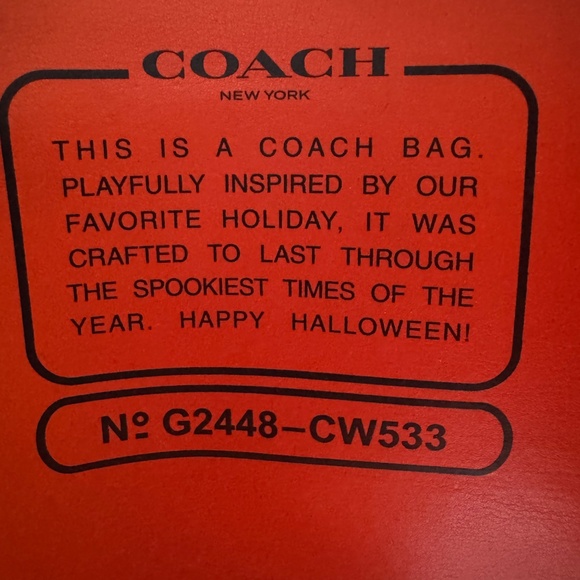 COACH
NEW YORK
THIS IS A COACH BAG.
PLAYFULLY INSPIRED BY OUR
FAVORITE HOLIDAY, IT WAS
CRAFTED TO LAST THROUGH
THE SPOOKIEST TIMES OF THE
YEAR. HAPPY HALLOWEEN!
Nº G2448–CW533